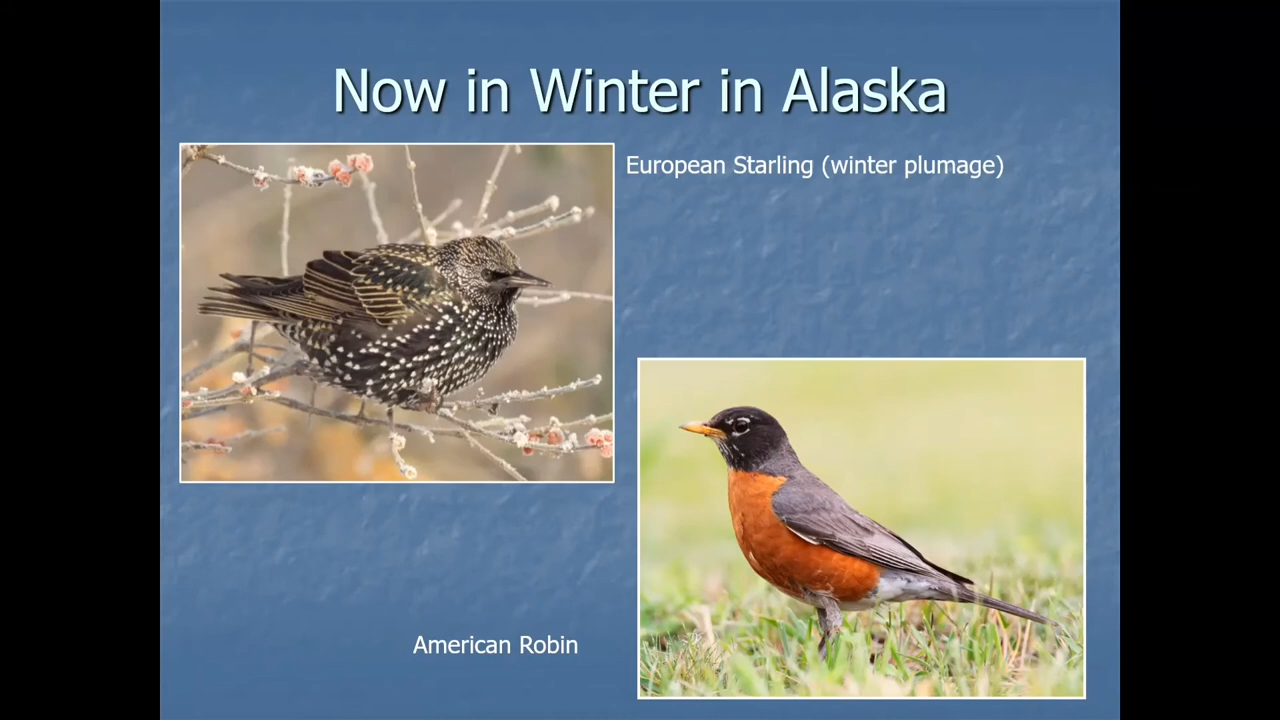 Now in Winter in Alaska
European Starling (winter plumage)
American Robin